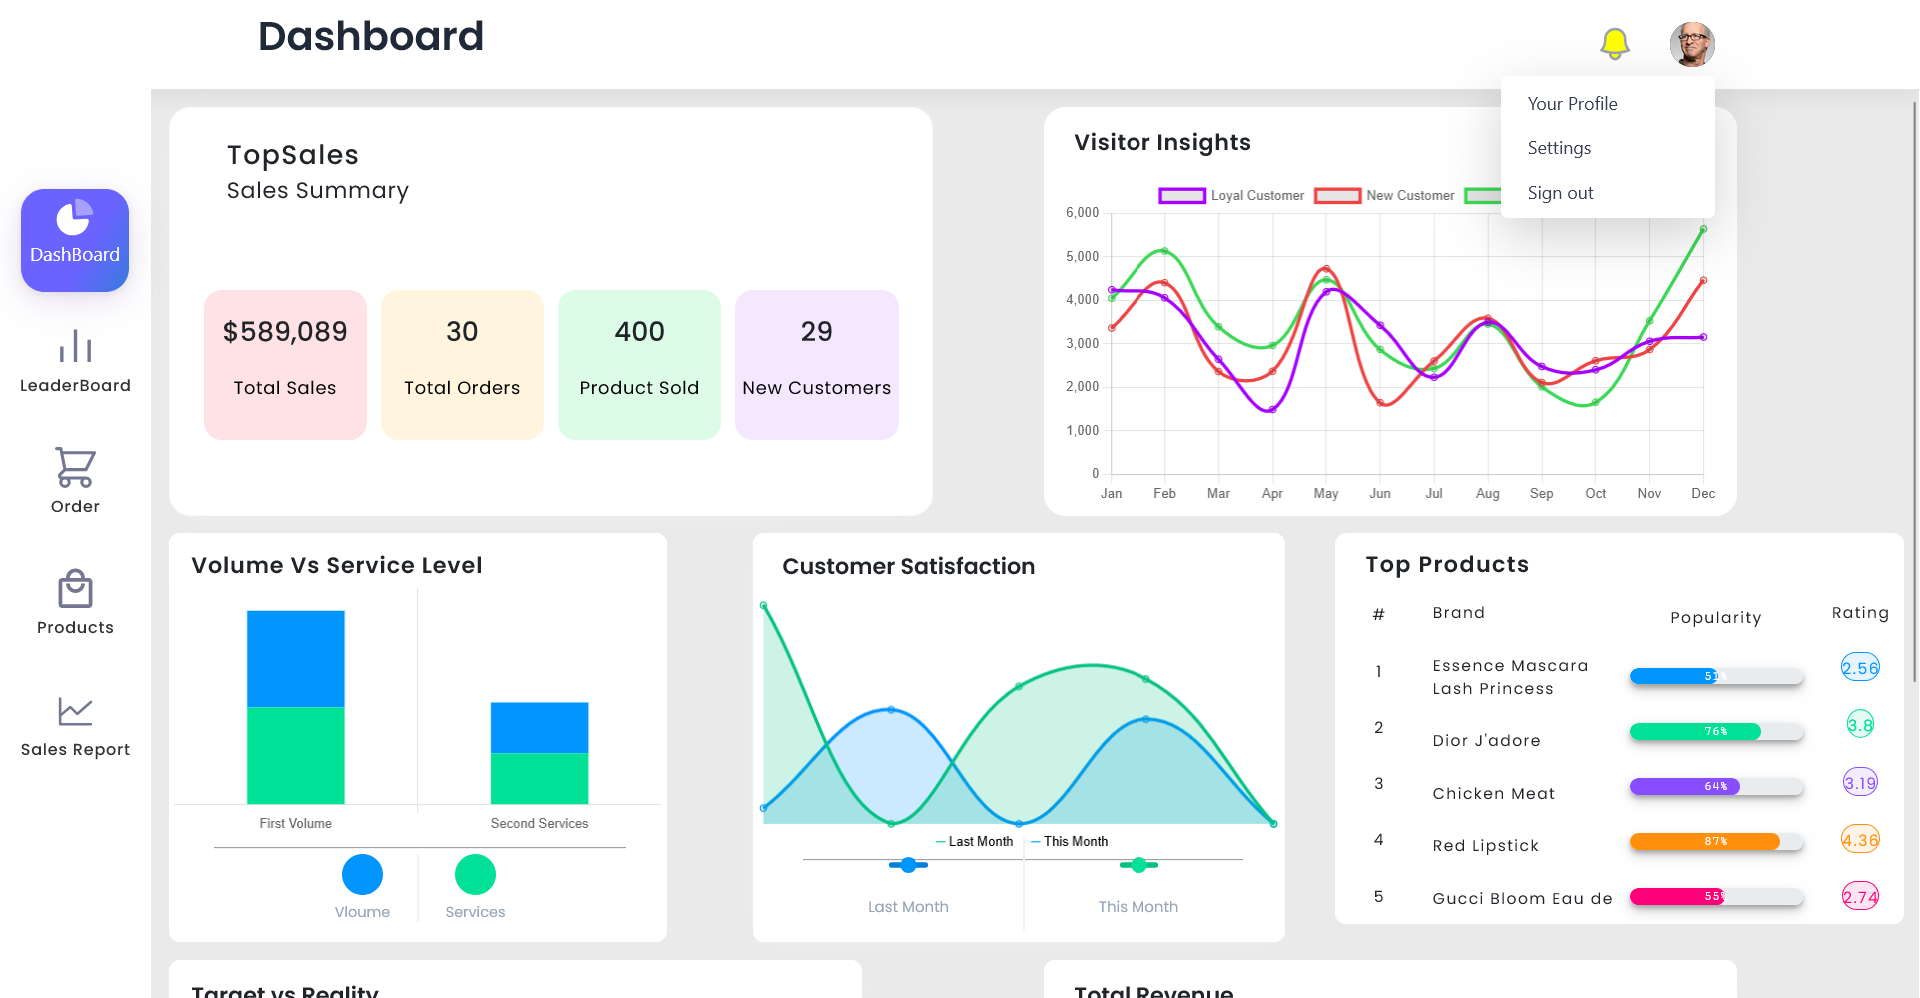 Dashboard
Your Profile
Settings
Sign out
DashBoard
LeaderBoard
Order
Products
Sales Report
TopSales
Sales Summary
$589,089
Total Sales
30
Total Orders
400
Product Sold
29
New Customers
Visitor Insights
Loyal Customer
New Customer
6,000
5,000
4,000
3,000
2,000
1,000
0
Jan Feb Mar Apr May Jun Jul Aug Sep Oct Nov Dec
Volume Vs Service Level
First Volume Second Services
Vloume Services
Customer Satisfaction
Last Month This Month
Last Month This Month
Top Products
# Brand Popularity Rating
1 Essence Mascara
Lash Princess 51% 2.56
2 Dior J'adore 76% 3.8
3 Chicken Meat 64% 3.19
4 Red Lipstick 87% 4.36
5 Gucci Bloom Eau de 55% 2.74
Target vs Reality
Total Revenue